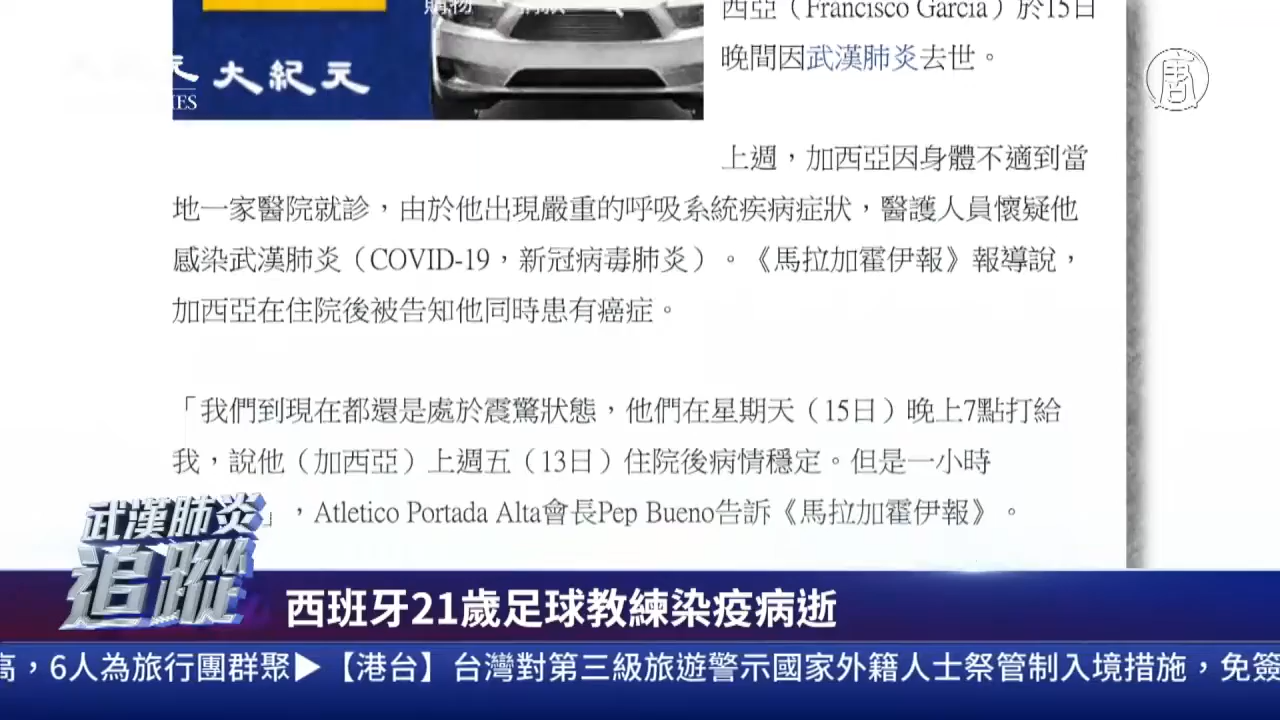 西亞（Francisco García）於15日
晚間因武漢肺炎去世。
大紀元
唐
上週，加西亞因身體不適到當
地一家醫院就診，由於他出現嚴重的呼吸系統疾病症狀，醫護人員懷疑他
感染武漢肺炎（COVID-19，新冠病毒肺炎）。《馬拉加霍伊報》報導說，
加西亞在住院後被告知他同時患有癌症。
「我們到現在都還是處於震驚狀態，他們在星期天（15日）晚上7點打給
我，說他（加西亞）上週五（13日）住院後病情穩定。但是一小時
」，Atletico Portada Alta會長Pep Bueno告訴《馬拉加霍伊報》。
武漢肺炎
追蹤
西班牙21歲足球教練染疫病逝
高，6人為旅行團群聚▶【港台】台灣對第三級旅遊警示國家外籍人士祭管制入境措施，免簽